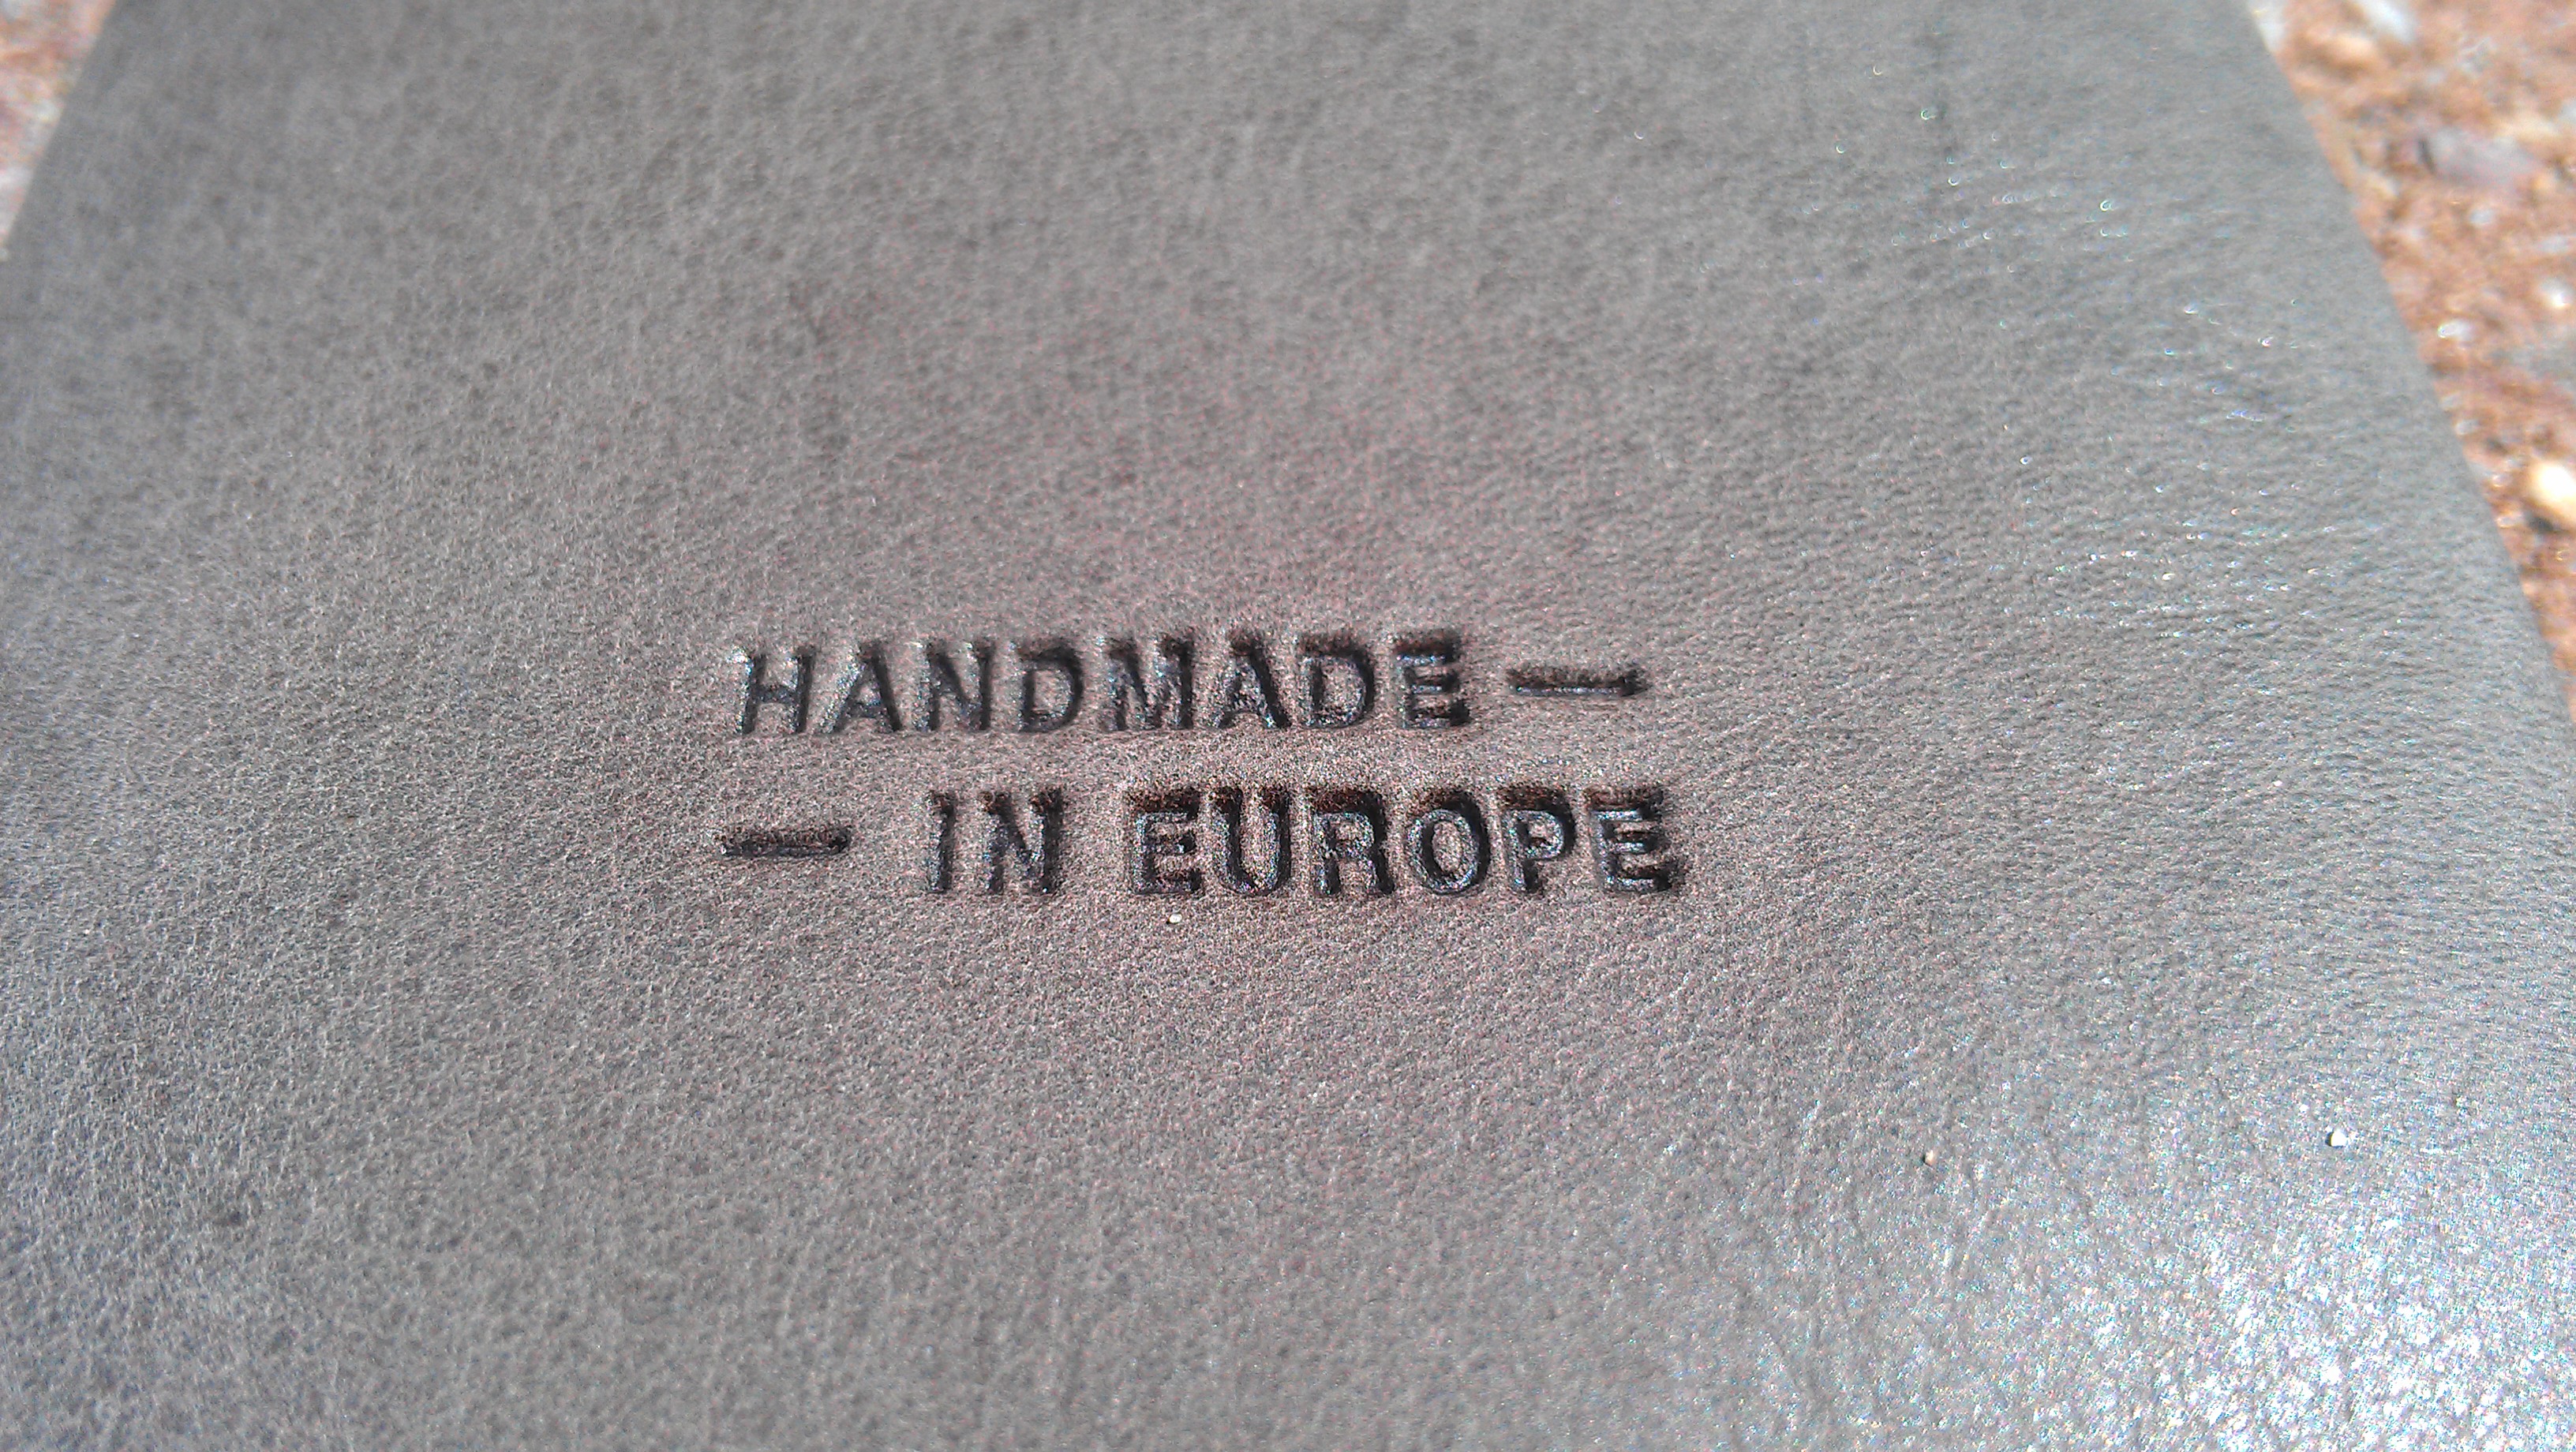 HANDMADE —
— IN EUROPE